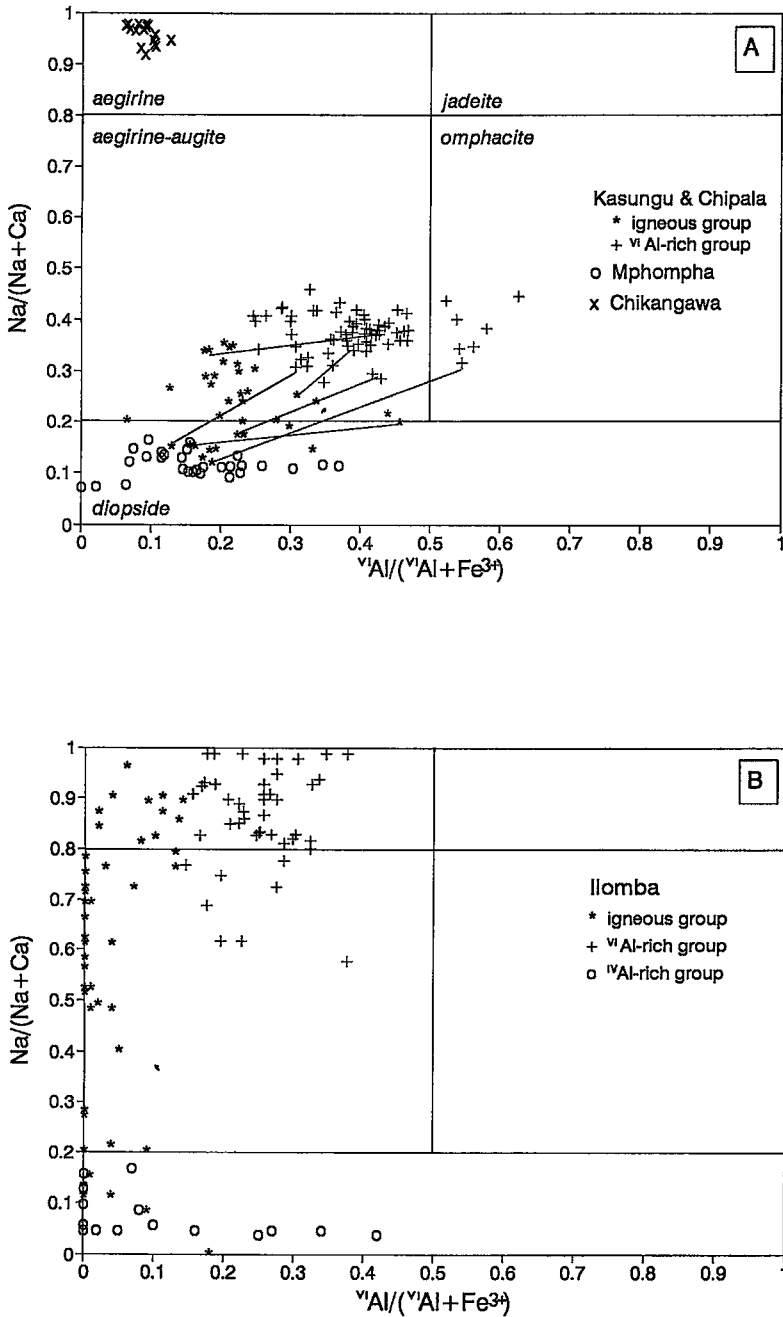 A
1
0.9
0.8
0.7
0.6
0.5
0.4
0.3
0.2
0.1
0
Na/(Na+Ca)
aegirine
jadeite
aegirine-augite
omphacite
diopside
Kasungu & Chipala
* igneous group
+ ᵛᴵ Al-rich group
o Mphompha
x Chikangawa
0 0.1 0.2 0.3 0.4 0.5 0.6 0.7 0.8 0.9 1
ᵛᴵAl/(ᵛᴵAl+Fe³⁺)
B
1
0.9
0.8
0.7
0.6
0.5
0.4
0.3
0.2
0.1
0
Na/(Na+Ca)
Ilomba
* igneous group
+ ᵛᴵ Al-rich group
o ᴵⱽAl-rich group
0 0.1 0.2 0.3 0.4 0.5 0.6 0.7 0.8 0.9 1
ᵛᴵAl/(ᵛᴵAl+Fe³⁺)